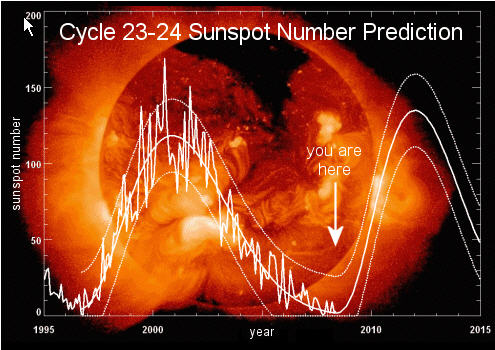 Cycle 23-24 Sunspot Number Prediction
200
150
100
50
0
sunspot number
you are
here
1995
2000
2010
2015
year